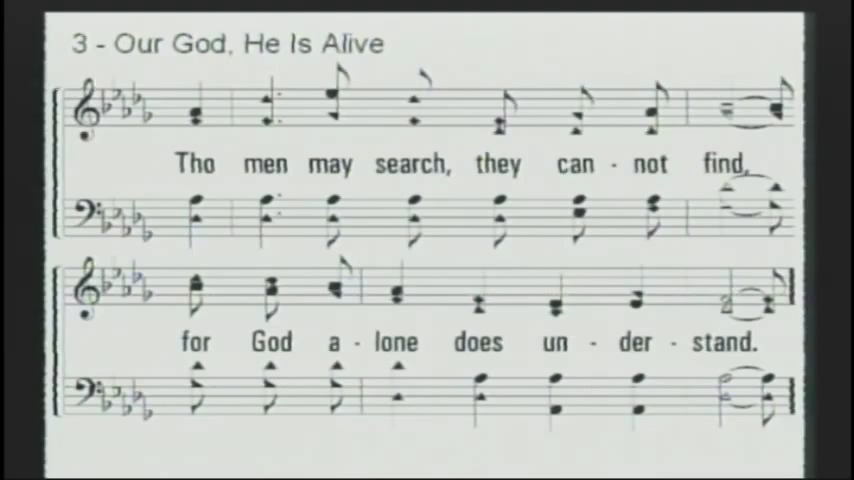 3 - Our God, He Is Alive
Tho men may search, they can - not find,
for God a - lone does un - der - stand.